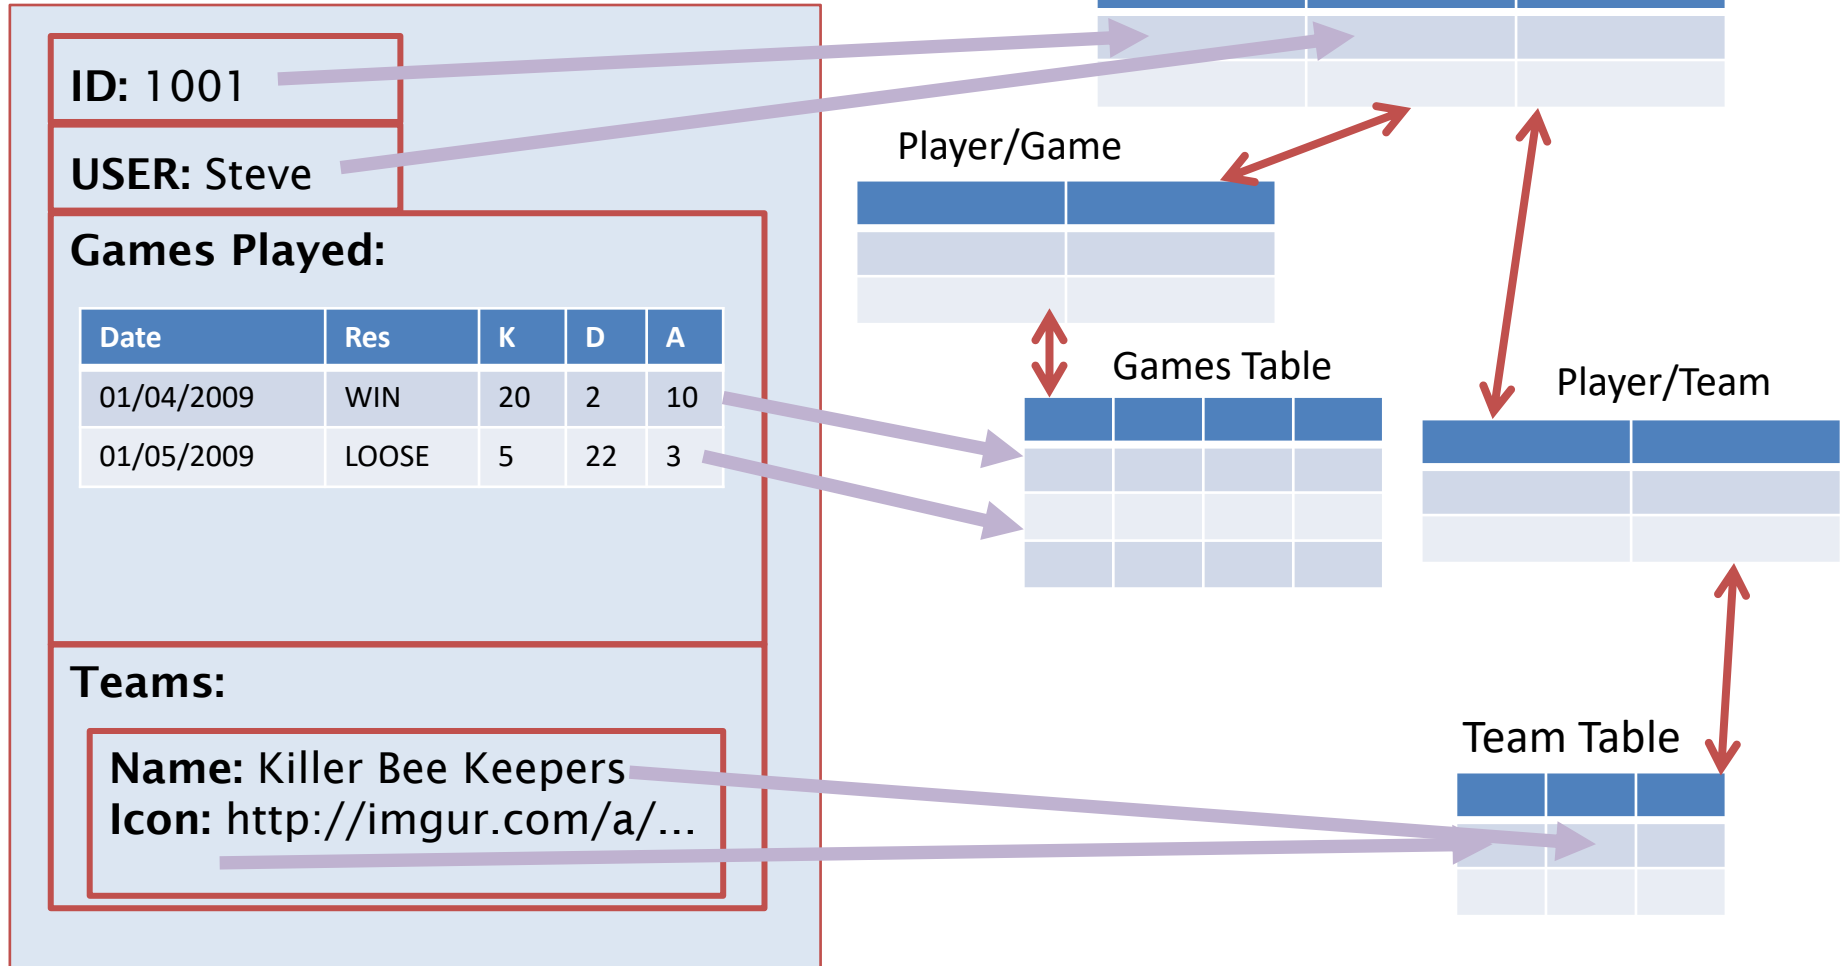 ID: 1001
USER: Steve
Games Played:
Date Res K D A
01/04/2009 WIN 20 2 10
01/05/2009 LOOSE 5 22 3
Teams:
Name: Killer Bee Keepers
Icon: http://imgur.com/a/...
Player/Game
Games Table
Player/Team
Team Table